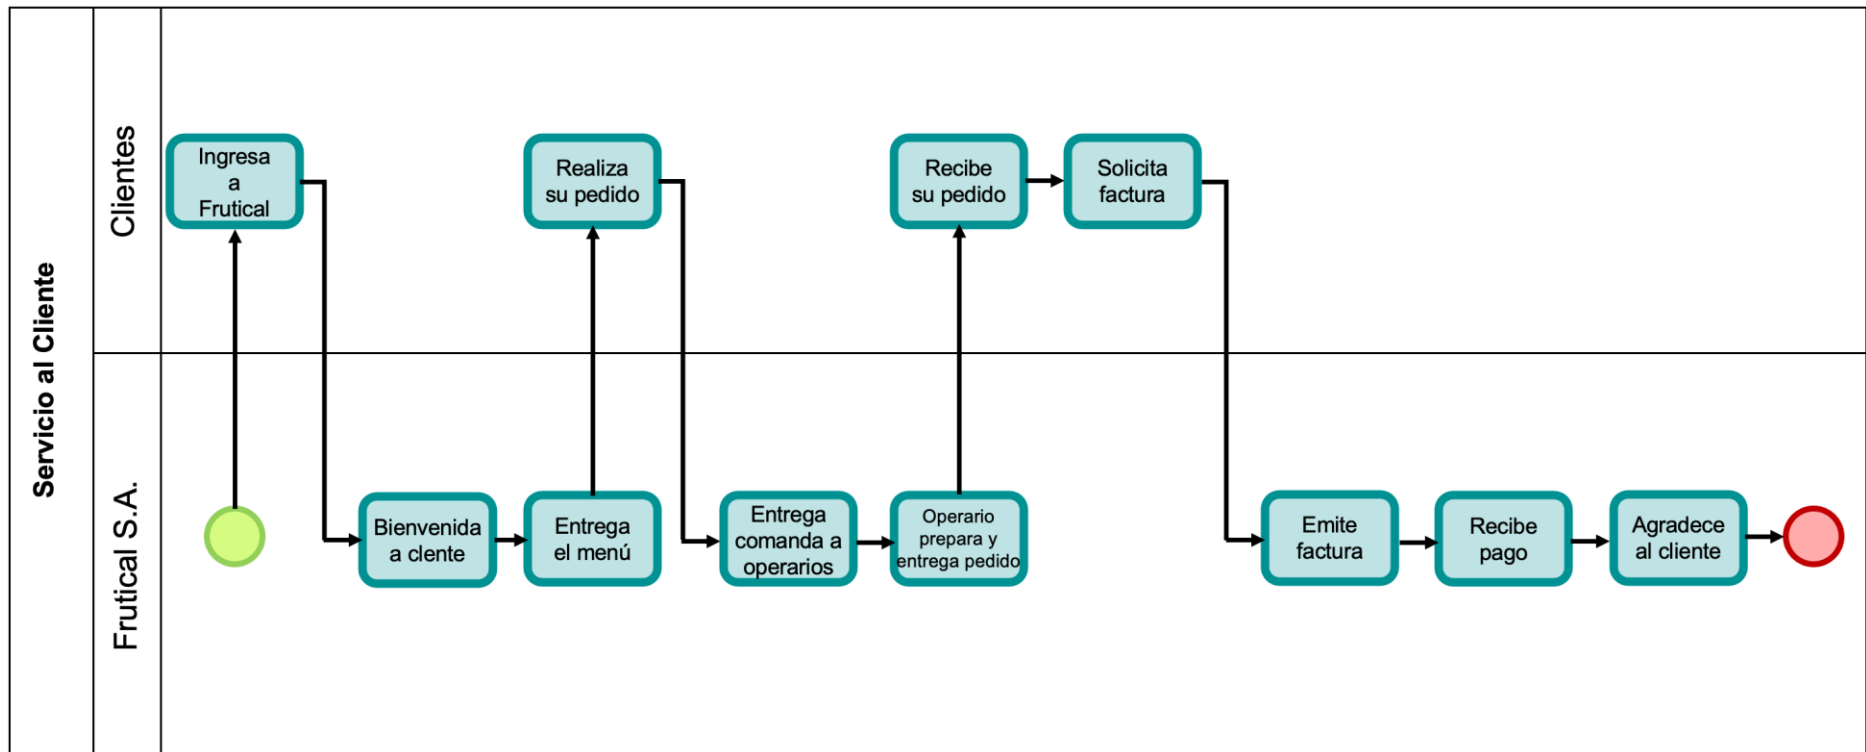 Servicio al Cliente
Clientes
Ingresa
a
Frutical
Realiza
su pedido
Recibe
su pedido
Solicita
factura
Frutical S.A.
Bienvenida
a clente
Entrega
el menú
Entrega
comanda a
operarios
Operario
prepara y
entrega pedido
Emite
factura
Recibe
pago
Agradece
al cliente